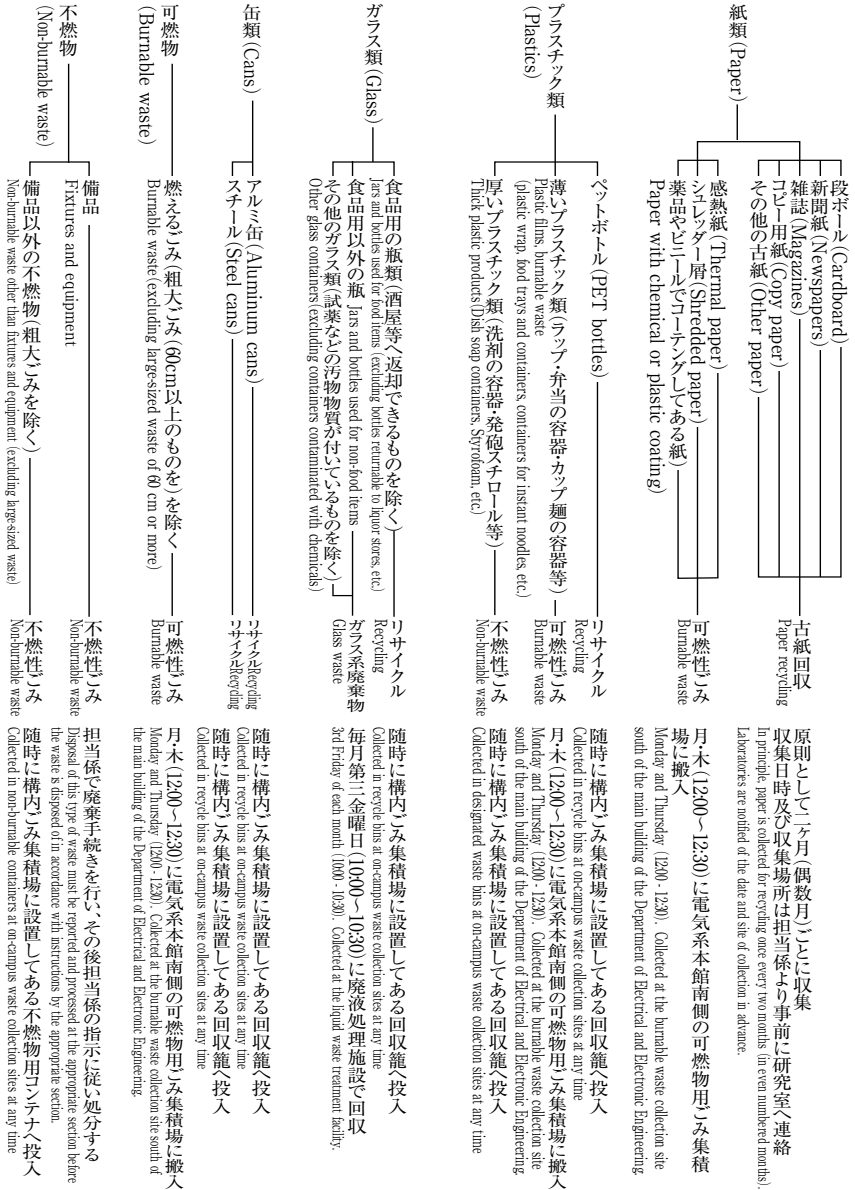 紙類(Paper)
段ボール(Cardboard)
新聞紙(Newspapers)
雑誌(Magazines)
コピー用紙(Copy paper)
その他の古紙(Other paper)
古紙回収
Paper recycling
原則として二ヶ月(偶数月)ごとに収集
収集日時及び収集場所は担当係より事前に研究室へ連絡
In principle, paper is collected for recycling once every two months (in even numbered months).
Laboratories are notified of the date and site of collection in advance.
感熱紙(Thermal paper)
シュレッダー屑(Shredded paper)
薬品やビニールでコーティングしてある紙)
Paper with chemical or plastic coating)
可燃性ごみ
Burnable waste
月・木(12:00～12:30)に電気系本館南側の可燃物用ごみ集積
場に搬入
Monday and Thursday (12:00 - 12:30). Collected at the burnable waste collection site
south of the main building of the Department of Electrical and Electronic Engineering
プラスチック類
(Plastics)
ペットボトル(PET bottles)
リサイクル
Recycling
随時に構内ごみ集積場に設置してある回収籠へ投入
Collected in recycle bins at on-campus waste collection sites at any time
薄いプラスチック類(ラップ・弁当の容器・カップ麺の容器等)
Plastic films, burnable waste
(plastic wrap, food trays and containers, containers for instant noodles, etc.)
可燃性ごみ
Burnable waste
月・木(12:00～12:30)に電気系本館南側の可燃物用ごみ集積場に搬入
Monday and Thursday (12:00 - 12:30). Collected at the burnable waste collection site
south of the main building of the Department of Electrical and Electronic Engineering
厚いプラスチック類(洗剤の容器・発砲スチロール等)
Thick plastic products(Dish soap containers, Styrofoam, etc.)
不燃性ごみ
Non-burnable waste
随時に構内ごみ集積場に設置してある回収籠へ投入
Collected in designated waste bins at on-campus waste collection sites at any time
ガラス類(Glass)
食品用の瓶類(酒屋等へ返却できるものを除く)
Jars and bottles used for food items (excluding bottles returnable to liquor stores, etc.)
リサイクル
Recycling
随時に構内ごみ集積場に設置してある回収籠へ投入
Collected in recycle bins at on-campus waste collection sites at any time
食品用以外の瓶 Jars and bottles used for non-food items
その他のガラス類(試薬などの汚物物質が付いているものを除く)
Other glass containers(excluding containers contaminated with chemicals)
ガラス系廃棄物
Glass waste
毎月第三金曜日(10:00～10:30)に廃液処理施設で回収
3rd Friday of each month (10:00 - 10:30). Collected at the liquid waste treatment facility.
缶類(Cans)
アルミ缶(Aluminum cans)
リサイクルRecycling
随時に構内ごみ集積場に設置してある回収籠へ投入
Collected in recycle bins at on-campus waste collection sites at any time
スチール(Steel cans)
リサイクルRecycling
随時に構内ごみ集積場に設置してある回収籠へ投入
Collected in recycle bins at on-campus waste collection sites at any time
可燃物
(Burnable waste)
燃えるごみ(粗大ごみ(60cm以上のものを)を除く
Burnable waste(excluding large-sized waste of 60 cm or more)
可燃性ごみ
Burnable waste
月・木(12:00～12:30)に電気系本館南側の可燃物用ごみ集積場に搬入
Monday and Thursday (12:00 - 12:30). Collected at the burnable waste collection site south of
the main building of the Department of Electrical and Electronic Engineering.
不燃物
(Non-burnable waste)
備品
Fixtures and equipment
不燃性ごみ
Non-burnable waste
担当係で廃棄手続きを行い、その後担当係の指示に従い処分する
Disposal of this type of waste must be reported and processed at the appropriate section before
the waste is disposed of in accordance with instructions by the appropriate section.
備品以外の不燃物(粗大ごみを除く)
Non-burnable waste other than fixtures and equipment (excluding large-sized waste)
不燃性ごみ
Non-burnable waste
随時に構内ごみ集積場に設置してある不燃物用コンテナへ投入
Collected in non-burnable containers at on-campus waste collection sites at any time